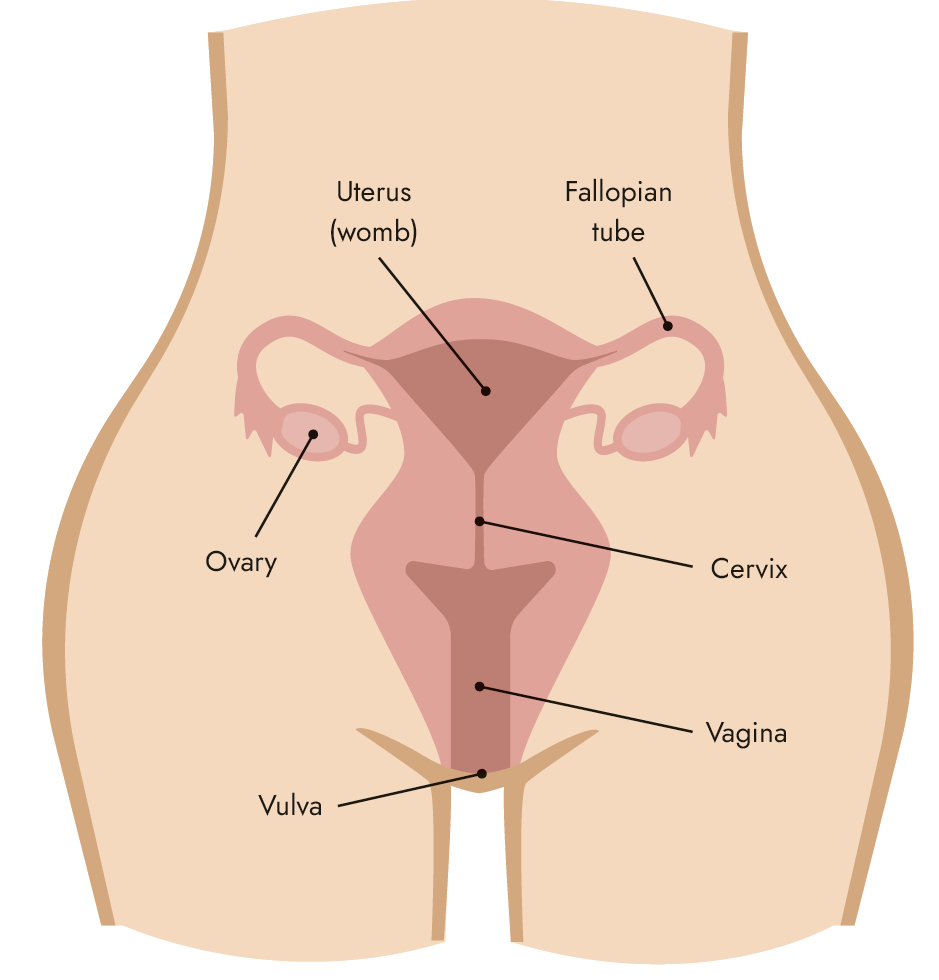 Uterus
(womb)
Fallopian
tube
Ovary
Cervix
Vagina
Vulva